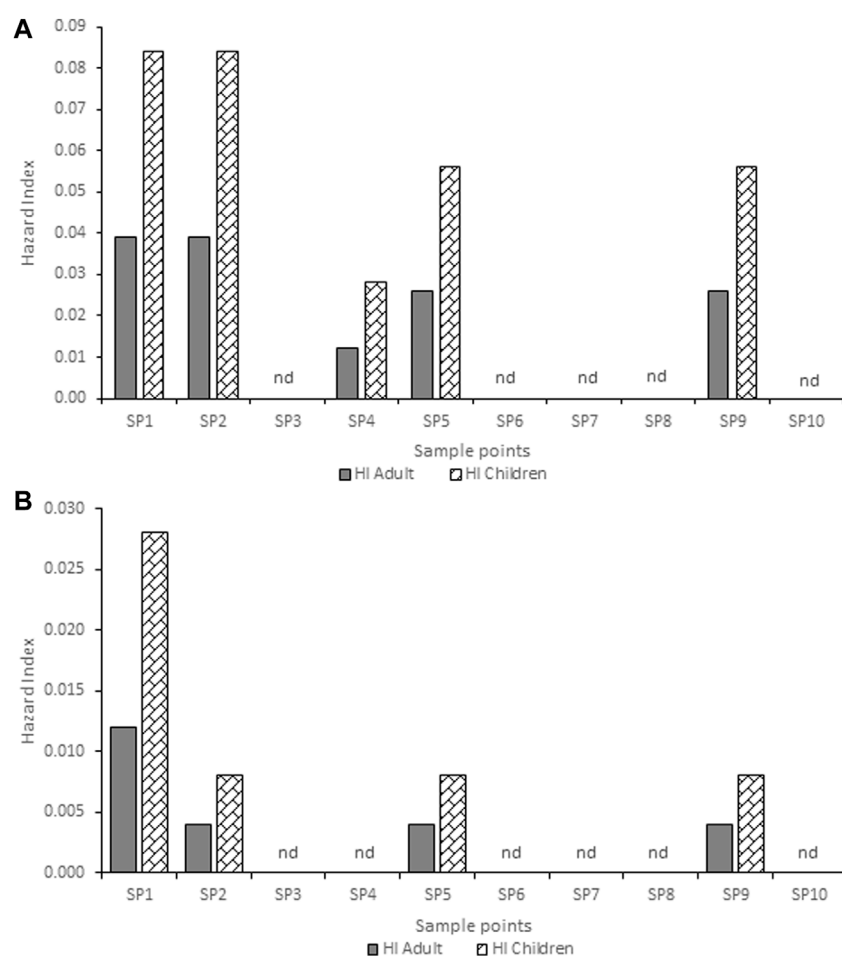 A
0.09
0.08
0.07
0.06
0.05
0.04
0.03
0.02
0.01
0.00
Hazard Index
nd nd nd nd nd
SP1 SP2 SP3 SP4 SP5 SP6 SP7 SP8 SP9 SP10
Sample points
HI Adult HI Children
B
0.030
0.025
0.020
0.015
0.010
0.005
0.000
Hazard Index
nd nd nd nd nd nd
SP1 SP2 SP3 SP4 SP5 SP6 SP7 SP8 SP9 SP10
Sample points
HI Adult HI Children